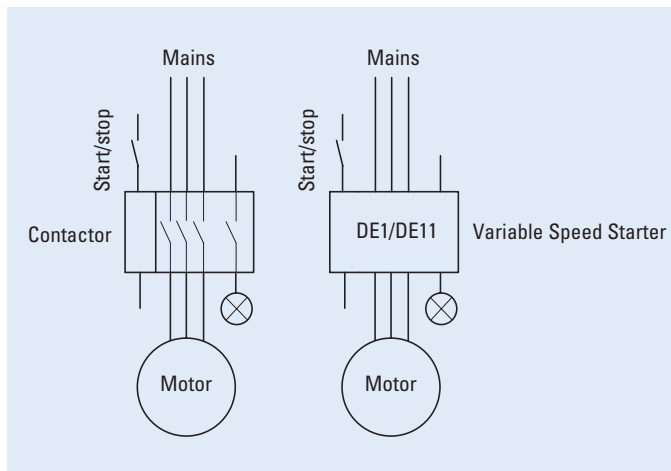 Mains
Mains
Start/stop
Start/stop
Contactor
DE1/DE11
Variable Speed Starter
Motor
Motor